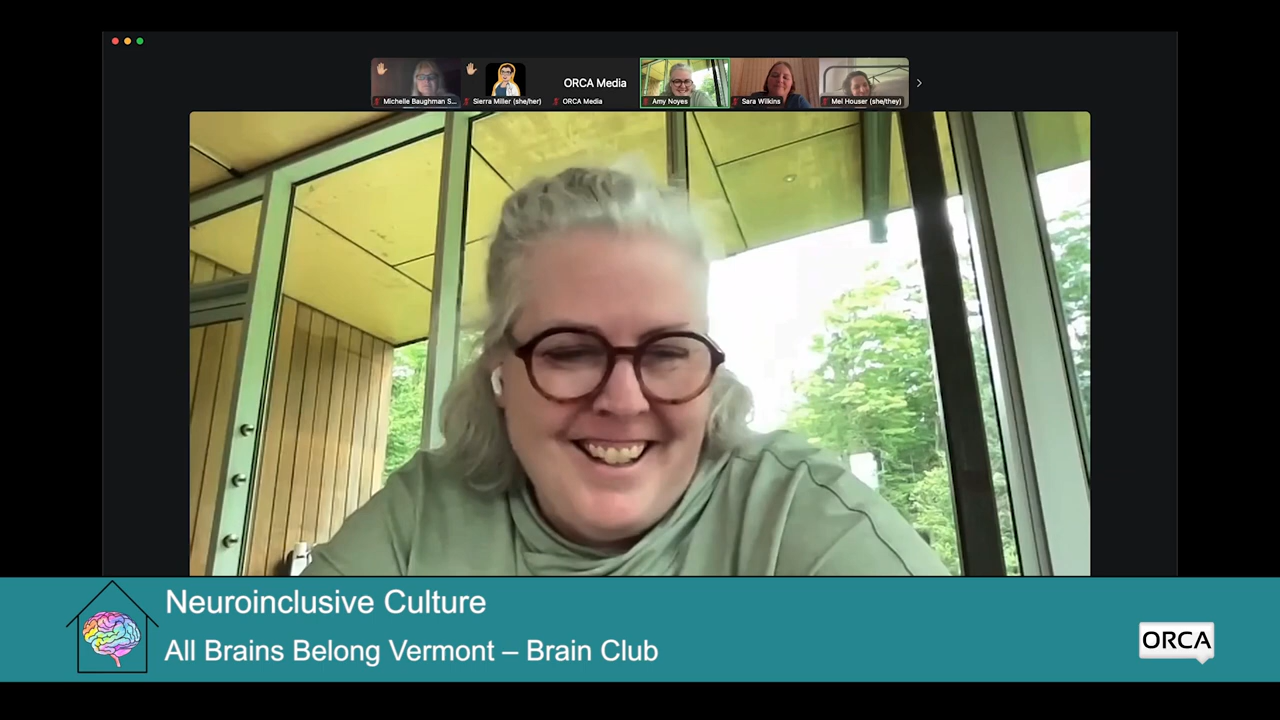 ORCA Media
Michelle Baughman S...
Sierra Miller (she/her)
ORCA Media
Amy Noyes
Sara Wilkins
Mel Houser (she/they)
Neuroinclusive Culture
All Brains Belong Vermont – Brain Club
ORCA